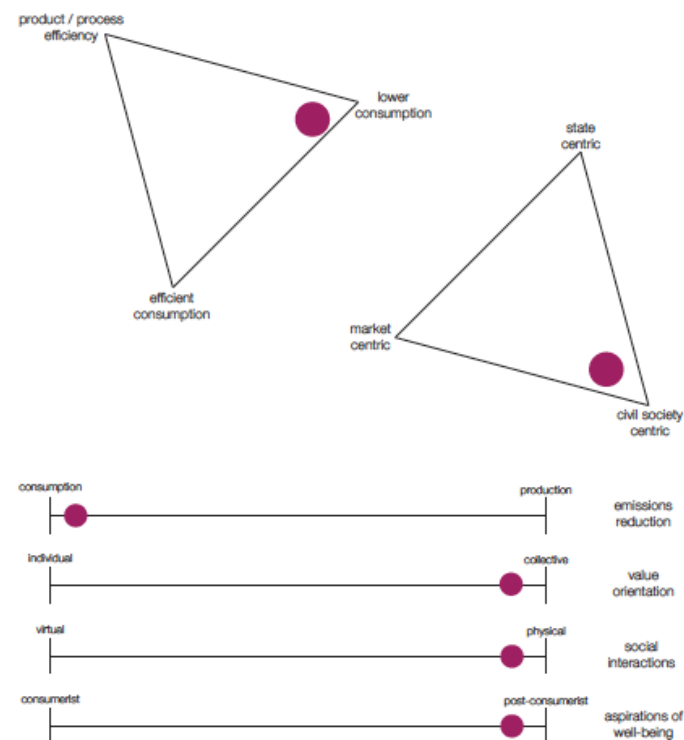 product / process
efficiency
lower
consumption
efficient
consumption
state
centric
market
centric
civil society
centric
consumption
production
emissions
reduction
individual
collective
value
orientation
virtual
physical
social
interactions
consumerist
post-consumerist
aspirations of
well-being